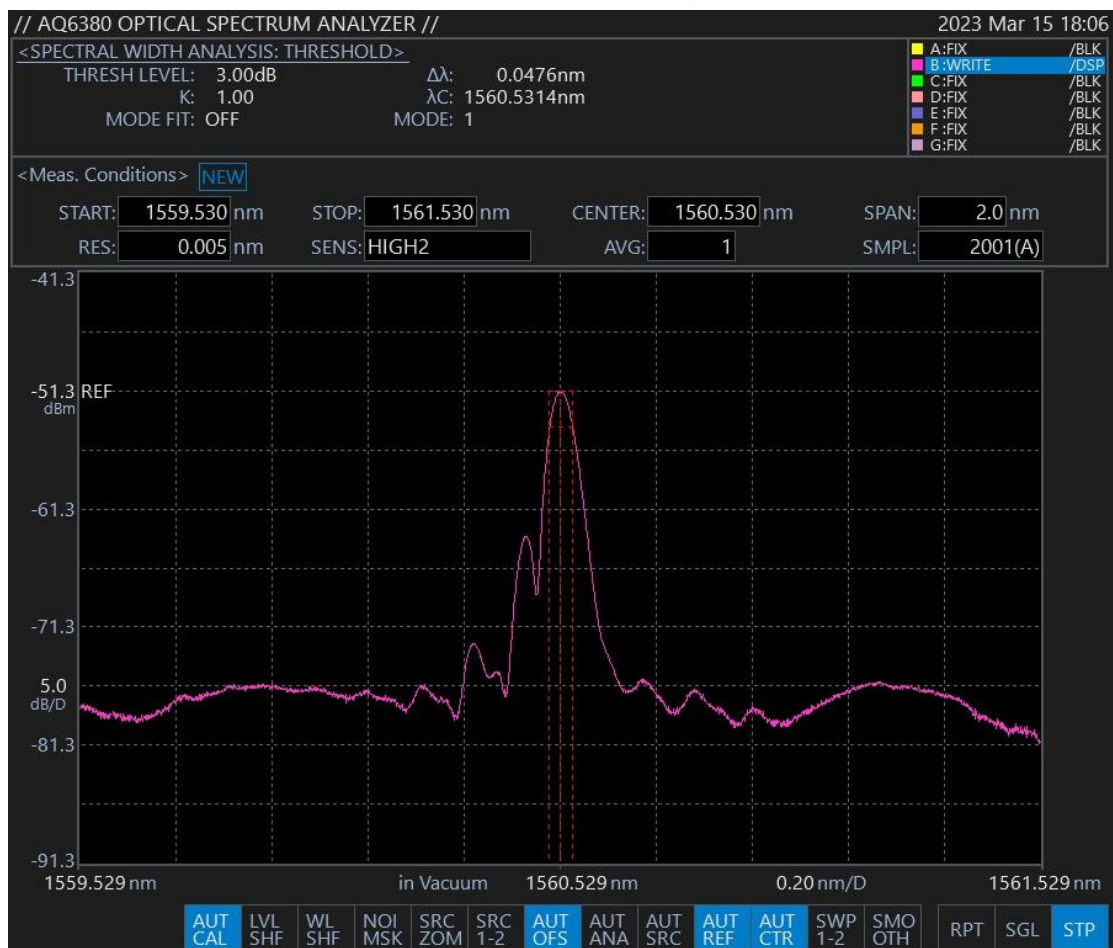 // AQ6380 OPTICAL SPECTRUM ANALYZER // 2023 Mar 15 18:06
<SPECTRAL WIDTH ANALYSIS: THRESHOLD>
THRESH LEVEL: 3.00dB Δλ: 0.0476nm
K: 1.00 λC: 1560.5314nm
MODE FIT: OFF MODE: 1
A:FIX /BLK
B:WRITE /DSP
C:FIX /BLK
D:FIX /BLK
E:FIX /BLK
F:FIX /BLK
G:FIX /BLK
<Meas. Conditions> NEW
START: 1559.530 nm STOP: 1561.530 nm CENTER: 1560.530 nm SPAN: 2.0 nm
RES: 0.005 nm SENS: HIGH2 AVG: 1 SMPL: 2001(A)
-41.3
-51.3 REF
dBm
-61.3
-71.3
5.0
dB/D
-81.3
-91.3
1559.529 nm in Vacuum 1560.529 nm 0.20 nm/D 1561.529 nm
AUT CAL
LVL SHF
WL SHF
NOI MSK
SRC ZOM
SRC 1-2
AUT OFS
AUT ANA
AUT SRC
AUT REF
AUT CTR
SWP 1-2
SMO OTH
RPT
SGL
STP